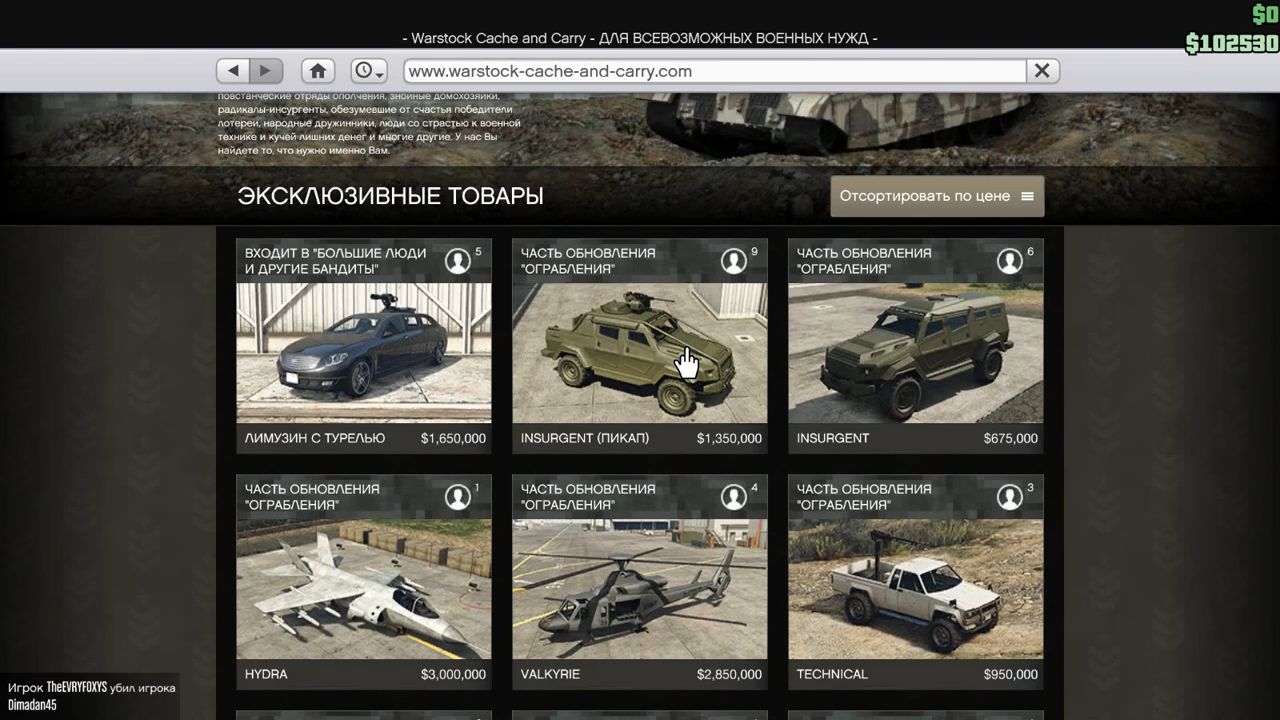 $0
$102530
- Warstock Cache and Carry - ДЛЯ ВСЕВОЗМОЖНЫХ ВОЕННЫХ НУЖД -
www.warstock-cache-and-carry.com
повстанческие отряды ополчения, знойные домохозяйки,
радикалы-инсургенты, обезумевшие от счастья победители
лотереи, народные дружинники, люди со страстью к военной
технике и кучей лишних денег и многие другие. У нас Вы
найдете то, что нужно именно Вам.
ЭКСКЛЮЗИВНЫЕ ТОВАРЫ
Отсортировать по цене
ВХОДИТ В "БОЛЬШИЕ ЛЮДИ
И ДРУГИЕ БАНДИТЫ"
5
ЛИМУЗИН С ТУРЕЛЬЮ $1,650,000
ЧАСТЬ ОБНОВЛЕНИЯ
"ОГРАБЛЕНИЯ"
9
INSURGENT (ПИКАП) $1,350,000
ЧАСТЬ ОБНОВЛЕНИЯ
"ОГРАБЛЕНИЯ"
6
INSURGENT $675,000
ЧАСТЬ ОБНОВЛЕНИЯ
"ОГРАБЛЕНИЯ"
1
HYDRA $3,000,000
ЧАСТЬ ОБНОВЛЕНИЯ
"ОГРАБЛЕНИЯ"
4
VALKYRIE $2,850,000
ЧАСТЬ ОБНОВЛЕНИЯ
"ОГРАБЛЕНИЯ"
3
TECHNICAL $950,000
Игрок TheEVRYFOXYS убил игрока
Dimadan45